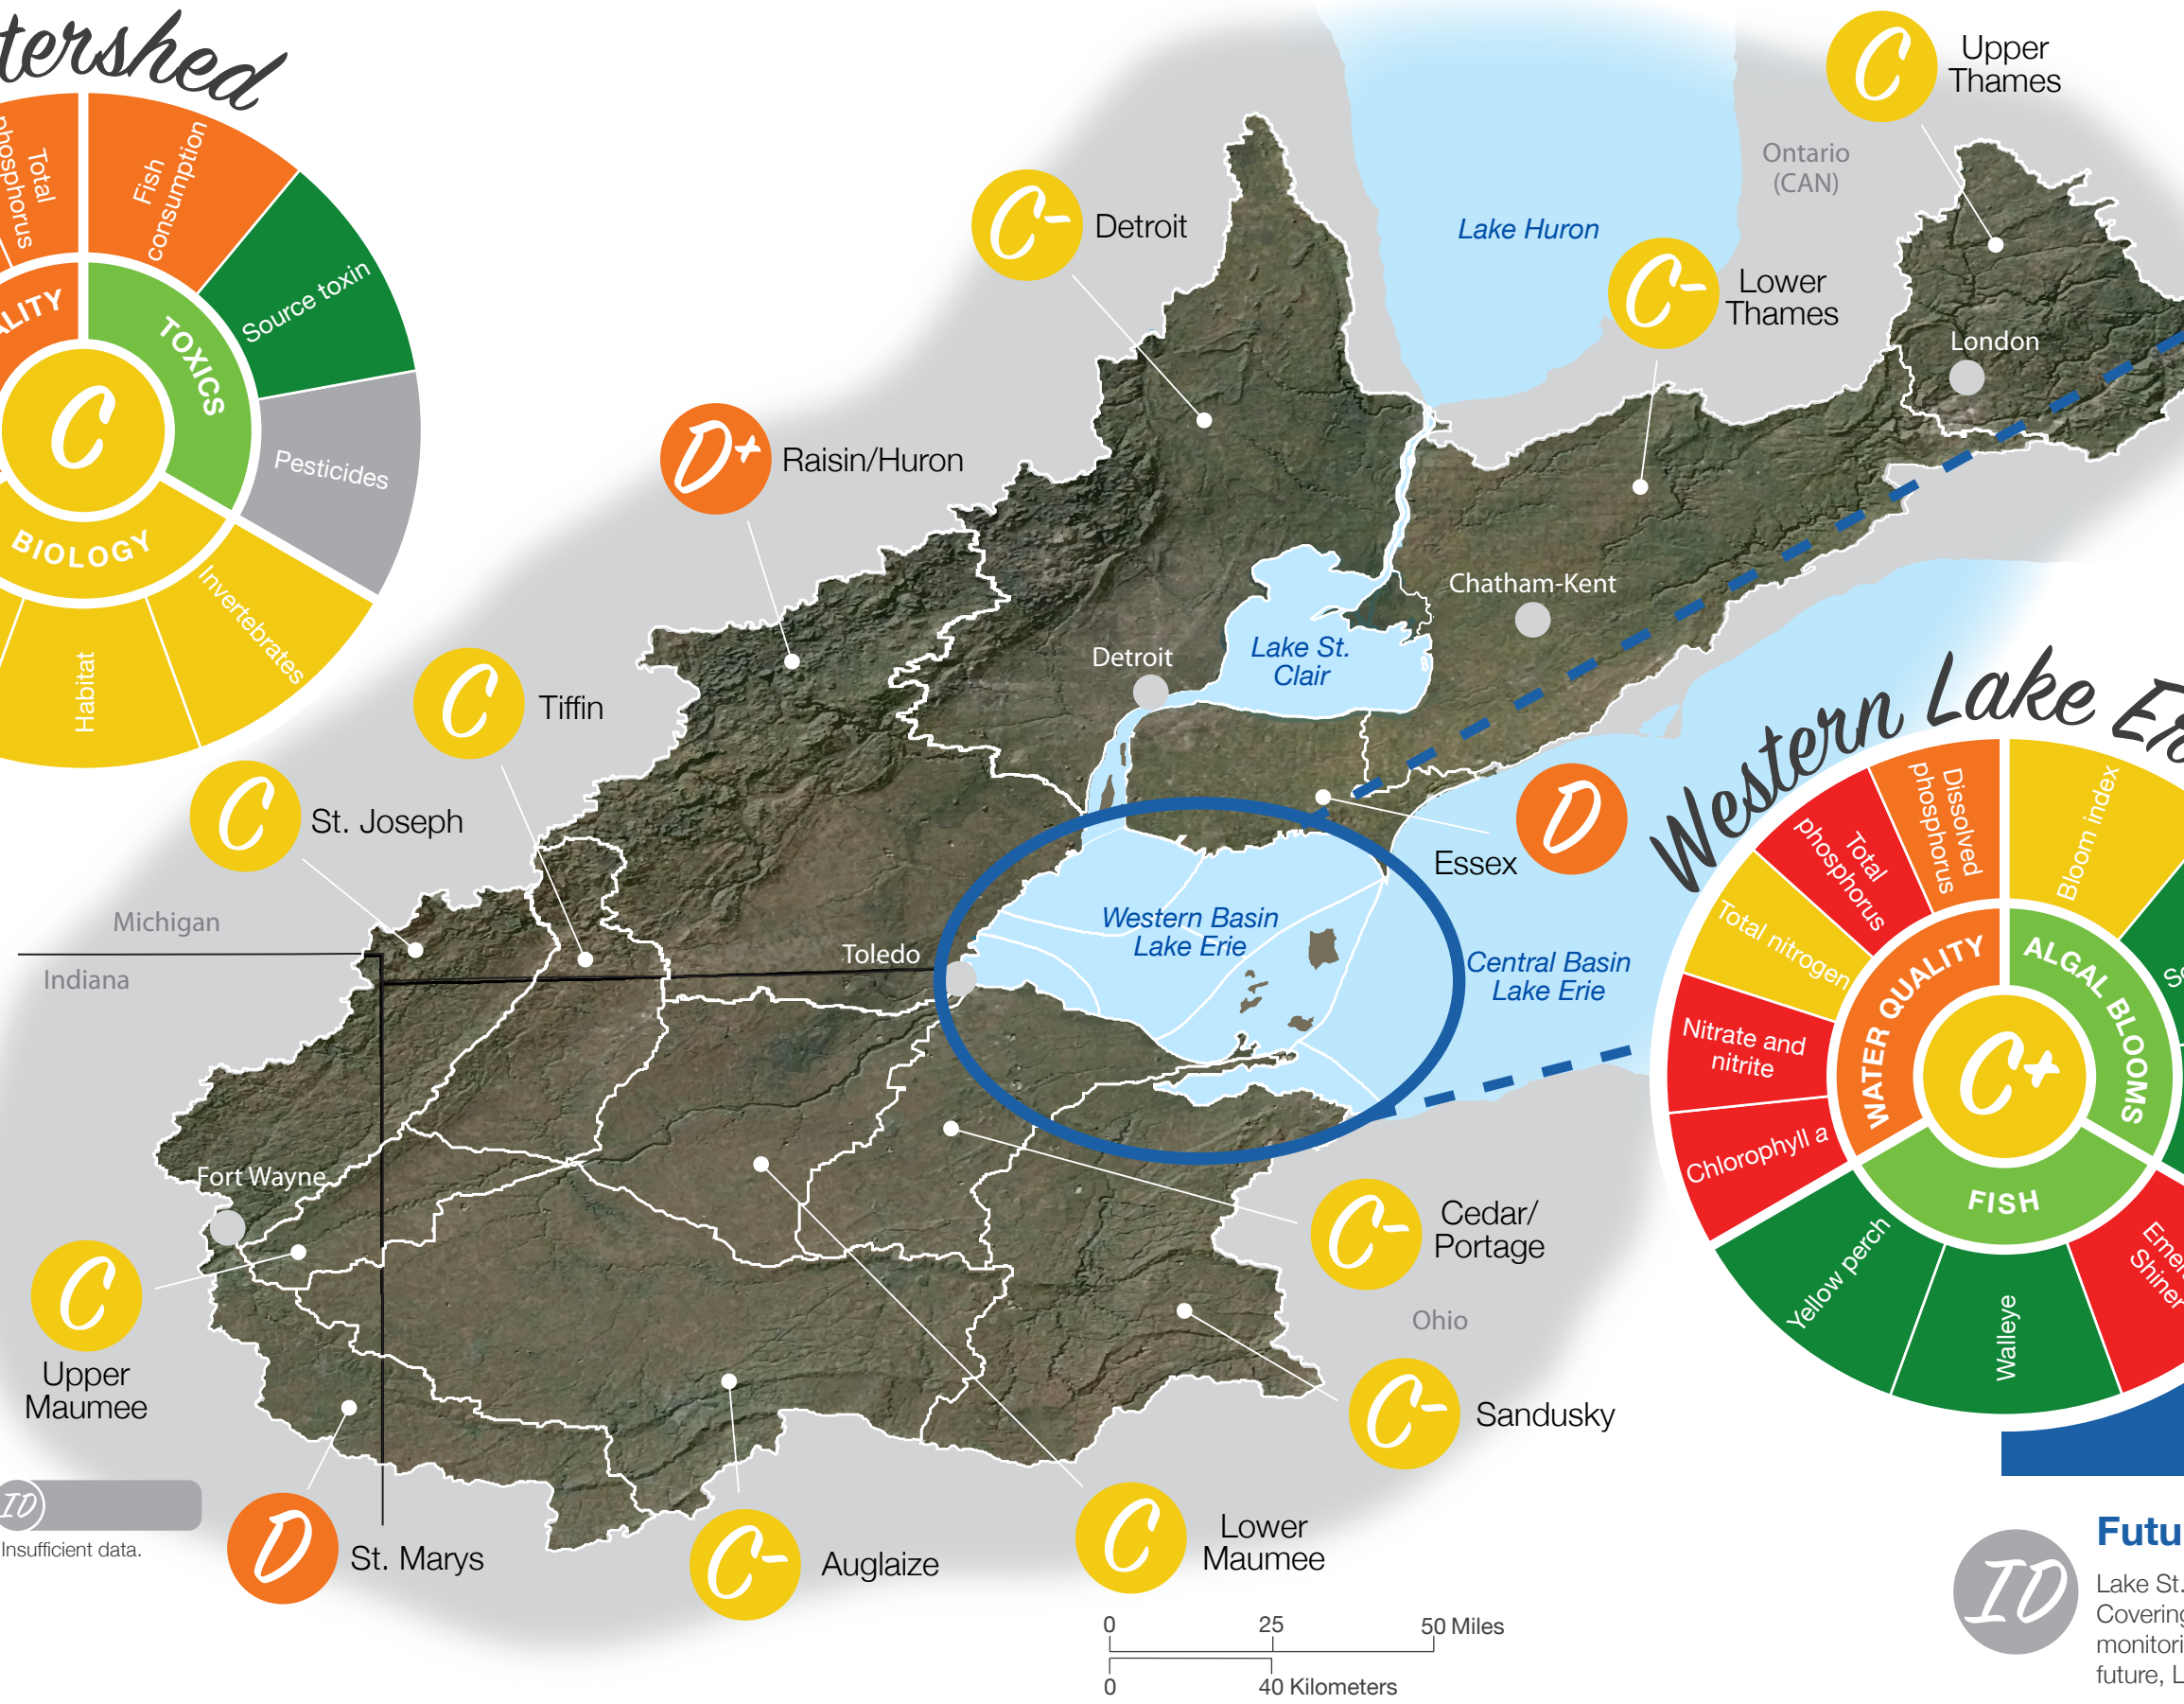 Total
phosphorus
Fish
consumption
Source toxin
Pesticides
TOXICS
C
BIOLOGY
Invertebrates
Habitat
C
Upper
Thames
Ontario
(CAN)
Lake Huron
C-
Detroit
C-
Lower
Thames
London
D+
Raisin/Huron
Chatham-Kent
Detroit
Lake St.
Clair
C
Tiffin
C
St. Joseph
D
Essex
Michigan
Indiana
Toledo
Western Basin
Lake Erie
Central Basin
Lake Erie
Fort Wayne
C
Upper
Maumee
C-
Cedar/
Portage
Ohio
C-
Sandusky
D
St. Marys
C-
Auglaize
C
Lower
Maumee
ID
Insufficient data.
0 25 50 Miles
0 40 Kilometers
Western Lake
Dissolved
phosphorus
Total
phosphorus
Total nitrogen
Nitrate and
nitrite
Chlorophyll a
Bloom index
WATER QUALITY
ALGAL BLOOMS
C+
FISH
Yellow perch
Walleye
Shiner
ID
Lake St.